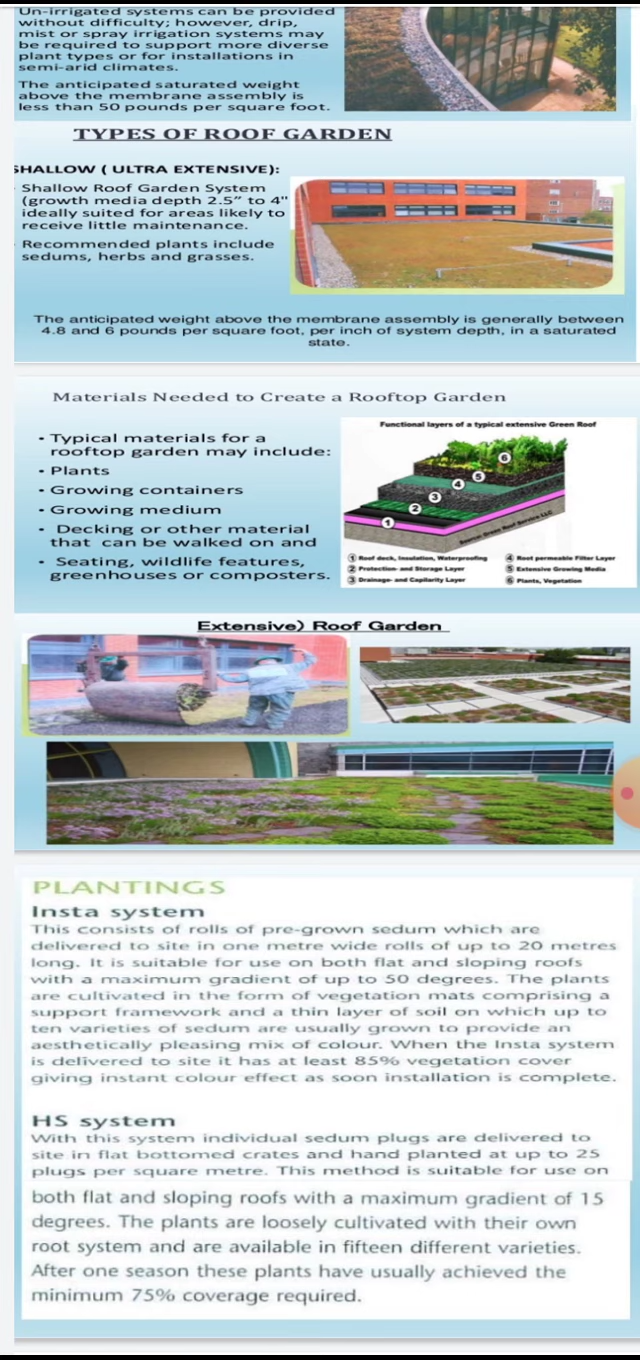 Un-irrigated systems can be provided
without difficulty; however, drip,
mist or spray irrigation systems may
be required to support more diverse
plant types or for installations in
semi-arid climates.
The anticipated saturated weight
above the membrane assembly is
less than 50 pounds per square foot.
TYPES OF ROOF GARDEN
SHALLOW ( ULTRA EXTENSIVE):
Shallow Roof Garden System
(growth media depth 2.5” to 4"
ideally suited for areas likely to
receive little maintenance.
Recommended plants include
sedums, herbs and grasses.
The anticipated weight above the membrane assembly is generally between
4.8 and 6 pounds per square foot, per inch of system depth, in a saturated
state.
Materials Needed to Create a Rooftop Garden
• Typical materials for a
rooftop garden may include:
• Plants
• Growing containers
• Growing medium
• Decking or other material
that can be walked on and
• Seating, wildlife features,
greenhouses or composters.
Functional layers of a typical extensive Green Roof
6
5
4
3
2
1
Source: Green Roof Service LLC
1 Roof deck, Insulation, Waterproofing
2 Protection- and Storage Layer
3 Drainage- and Capilarity Layer
4 Root permeable Filter Layer
5 Extensive Growing Media
6 Plants, Vegetation
Extensive) Roof Garden
PLANTINGS
Insta system
This consists of rolls of pre-grown sedum which are
delivered to site in one metre wide rolls of up to 20 metres
long. It is suitable for use on both flat and sloping roofs
with a maximum gradient of up to 50 degrees. The plants
are cultivated in the form of vegetation mats comprising a
support framework and a thin layer of soil on which up to
ten varieties of sedum are usually grown to provide an
aesthetically pleasing mix of colour. When the Insta system
is delivered to site it has at least 85% vegetation cover
giving instant colour effect as soon installation is complete.
HS system
With this system individual sedum plugs are delivered to
site in flat bottomed crates and hand planted at up to 25
plugs per square metre. This method is suitable for use on
both flat and sloping roofs with a maximum gradient of 15
degrees. The plants are loosely cultivated with their own
root system and are available in fifteen different varieties.
After one season these plants have usually achieved the
minimum 75% coverage required.